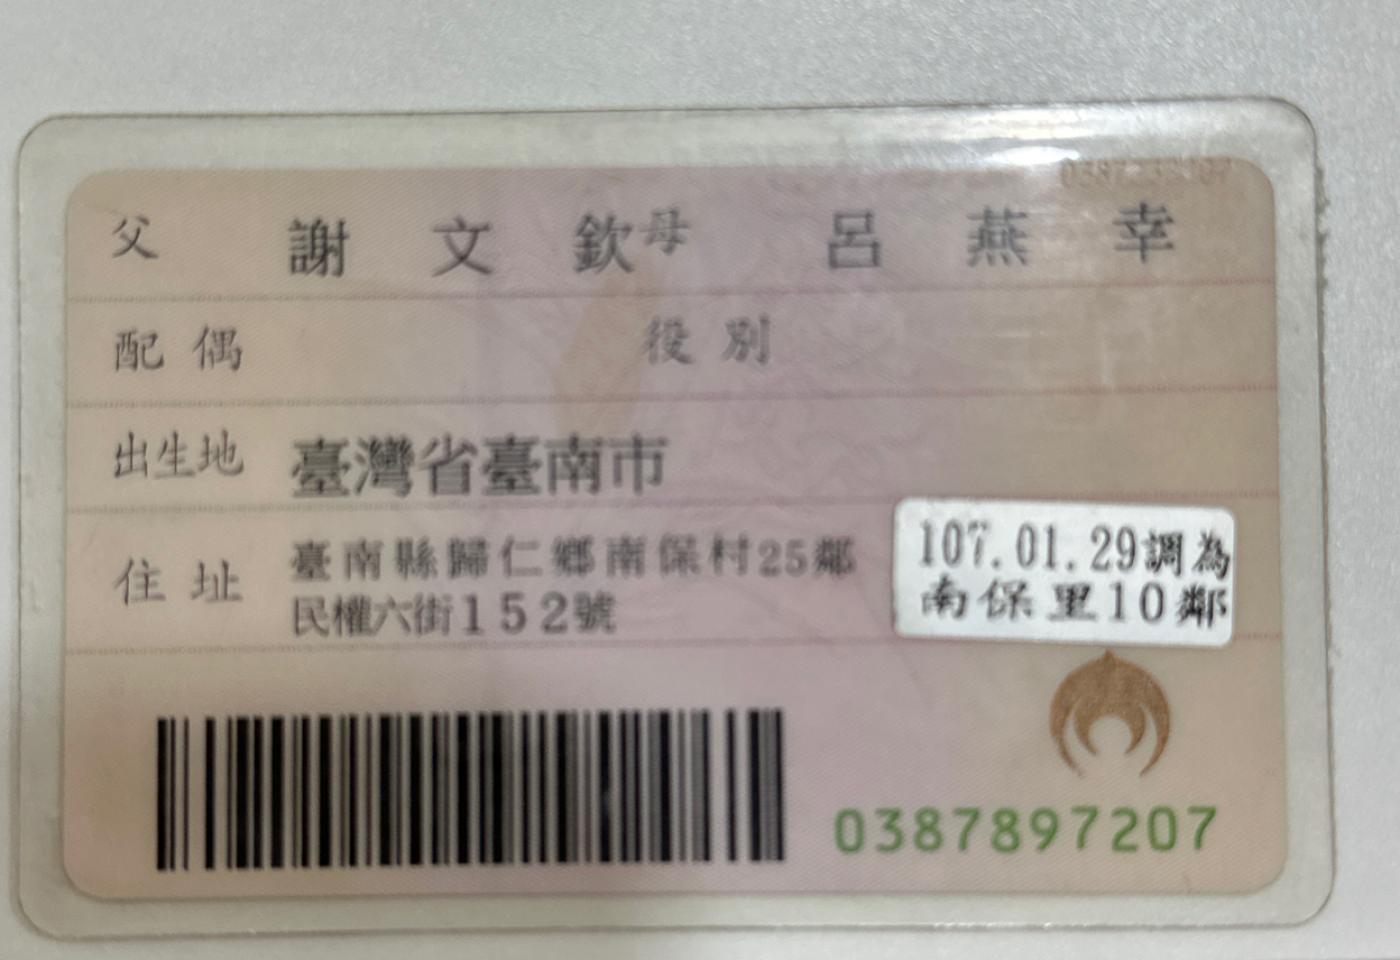 父 謝文欽 母 呂燕幸
配偶 役別
出生地 臺灣省臺南市
住址 臺南縣歸仁鄉南保村25鄰
民權六街152號
107.01.29調為
南保里10鄰
0387897207